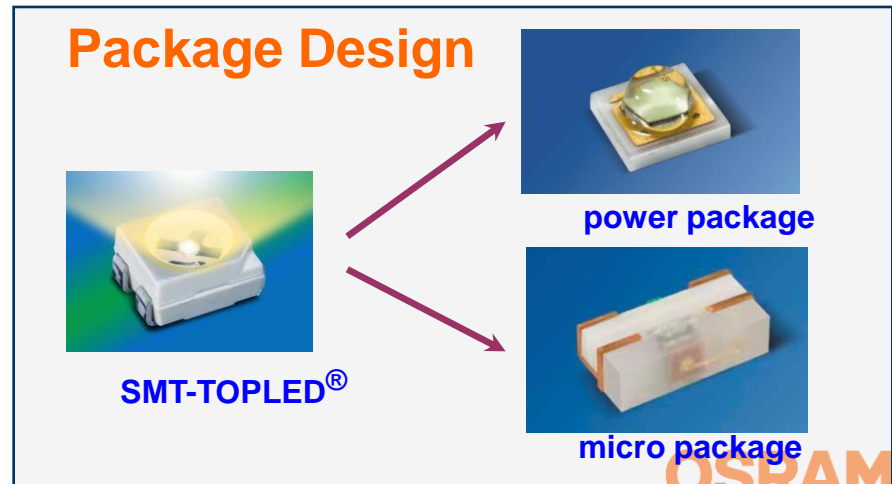 Package Design
power package
SMT-TOPLED®
micro package
OSRAM